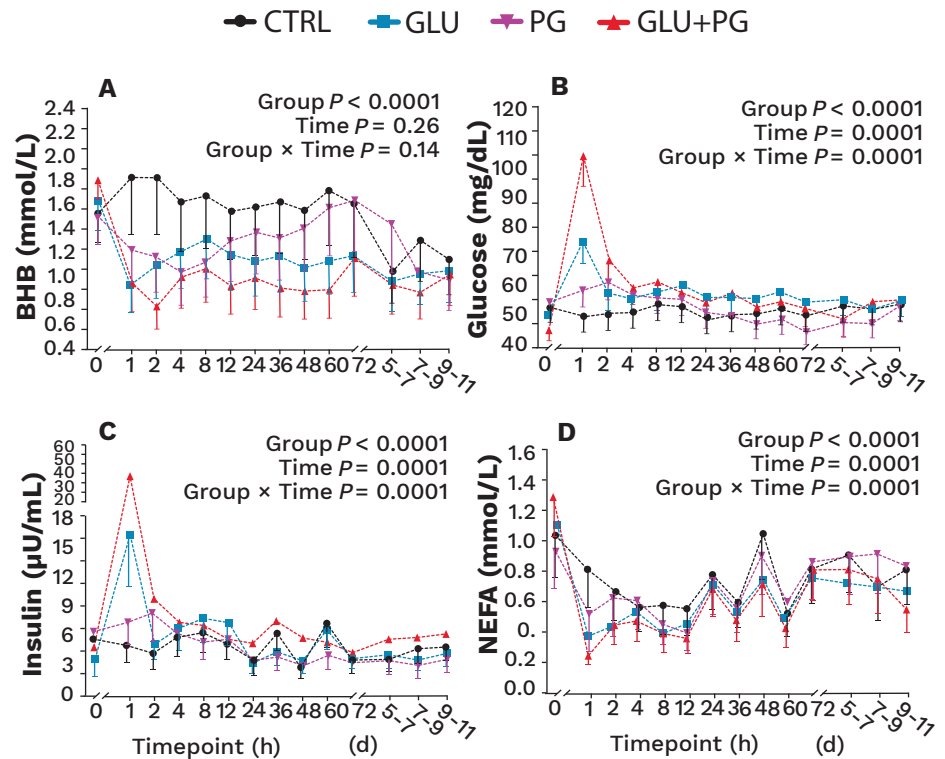 CTRL GLU PG GLU+PG
A
BHB (mmol/L)
Group P < 0.0001
Time P = 0.26
Group × Time P = 0.14
2.4
2.4
2.0
1.8
1.6
1.4
1.2
1.0
0.8
0.6
0.4
0 1 2 4 8 12 24 36 48 60 72 5–7 7–9 9–11
B
Glucose (mg/dL)
Group P < 0.0001
Time P = 0.0001
Group × Time P = 0.0001
120
110
100
80
70
60
50
40
0 1 2 4 8 12 24 36 48 60 72 5–7 7–9 9–11
C
Insulin (µU/mL)
Group P < 0.0001
Time P = 0.0001
Group × Time P = 0.0001
60
50
40
30
20
18
15
12
9
6
3
0
0 1 2 4 8 12 24 36 48 60 72 5–7 7–9 9–11
Timepoint (h) (d)
D
NEFA (mmol/L)
Group P < 0.0001
Time P = 0.0001
Group × Time P = 0.0001
1.6
1.4
1.2
1.0
0.8
0.6
0.
0.2
0.0
0 1 2 4 8 12 24 36 48 60 72 5–7 7–9 9–11
Timepoint (h) (d)